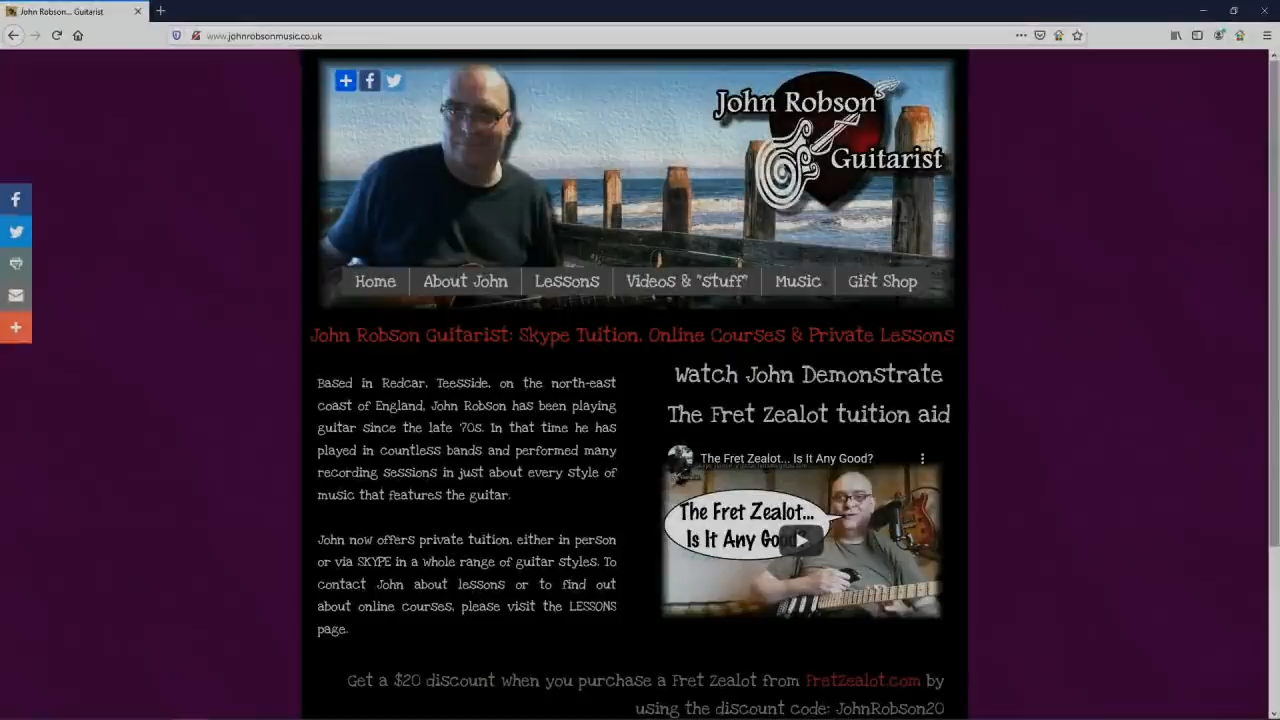 John Robson... Guitarist
www.johnrobsonmusic.co.uk
John Robson
Guitarist
Home
About John
Lessons
Videos & "stuff"
Music
Gift Shop
John Robson Guitarist: Skype Tuition, Online Courses & Private Lessons
Based in Redcar, Teesside, on the north-east
coast of England, John Robson has been playing
guitar since the late '70s. In that time he has
played in countless bands and performed many
recording sessions in just about every style of
music that features the guitar.
John now offers private tuition, either in person
or via SKYPE in a whole range of guitar styles. To
contact John about lessons or to find out
about online courses, please visit the LESSONS
page.
Watch John Demonstrate
The Fret Zealot tuition aid
The Fret Zealot... Is It Any Good?
The Fret Zealot...
Is It Any Good?
Get a $20 discount when you purchase a Fret Zealot from FretZealot.com by
using the discount code: JohnRobson20